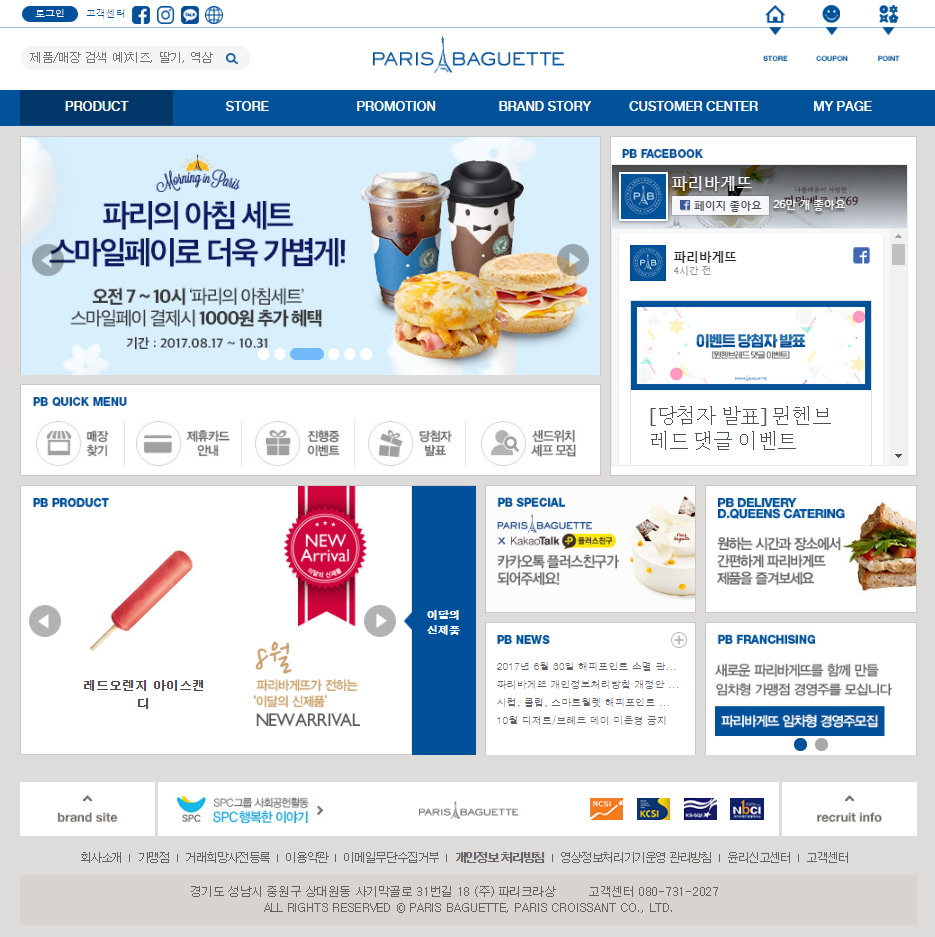 로그인 고객센터
STORE COUPON POINT
제품/매장 검색 예)치즈, 딸기, 역삼
PARIS BAGUETTE
PRODUCT STORE PROMOTION BRAND STORY CUSTOMER CENTER MY PAGE
Morning in Paris
파리의 아침 세트
스마일페이로 더욱 가볍게!
오전 7 ~ 10시 '파리의 아침세트'
스마일페이 결제시 1000원 추가 혜택
기간 : 2017.08.17 ~ 10.31
PB FACEBOOK
파리바게뜨
페이지 좋아요 26만 개 좋아요
파리바게뜨
4시간 전
이벤트 당첨자 발표
[뮌헨브레드 댓글 이벤트]
[당첨자 발표] 뮌헨브
레드 댓글 이벤트
PB QUICK MENU
매장
찾기
제휴카드
안내
진행중
이벤트
당첨자
발표
샌드위치
셰프 모집
PB PRODUCT
레드오렌지 아이스캔
디
NEW
Arrival
이달의 신제품
8월
파리바게뜨가 전하는
'이달의 신제품'
NEW ARRIVAL
이달의
신제품
PB SPECIAL
PARIS BAGUETTE
X KakaoTalk 플러스친구
카카오톡 플러스친구가
되어주세요!
PB DELIVERY
D.QUEENS CATERING
원하는 시간과 장소에서
간편하게 파리바게뜨
제품을 즐겨보세요
PB NEWS
2017년 6월 30일 해피포인트 소멸 관...
파리바게뜨 개인정보처리방침 개정안 ...
시럽, 클립, 스마트월렛 해피포인트 ...
10월 디저트/브레드 데이 미운영 공지
PB FRANCHISING
새로운 파리바게뜨를 함께 만들
임차형 가맹점 경영주를 모십니다
파리바게뜨 임차형 경영주모집
brand site
SPC
SPC그룹 사회공헌활동
SPC행복한 이야기
PARIS BAGUETTE
NCSI KCSI KS-SQI NBCI
recruit info
회사소개 | 가맹점 | 거래희망사전등록 | 이용약관 | 이메일무단수집거부 | 개인정보 처리방침 | 영상정보처리기기운영 관리방침 | 윤리신고센터 | 고객센터
경기도 성남시 중원구 상대원동 사기막골로 31번길 18 (주) 파리크라상 고객센터 080-731-2027
ALL RIGHTS RESERVED © PARIS BAGUETTE, PARIS CROISSANT CO., LTD.